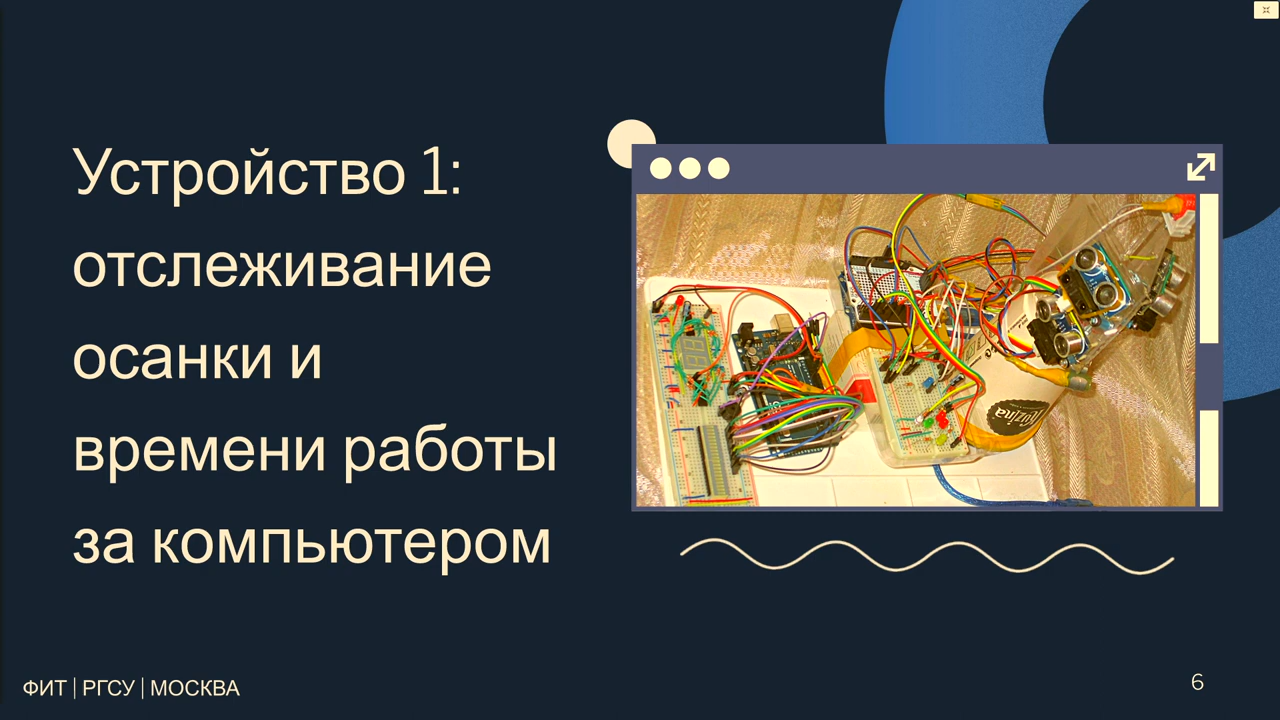 Устройство 1:
отслеживание
осанки и
времени работы
за компьютером
ФИТ | РГСУ | МОСКВА
6